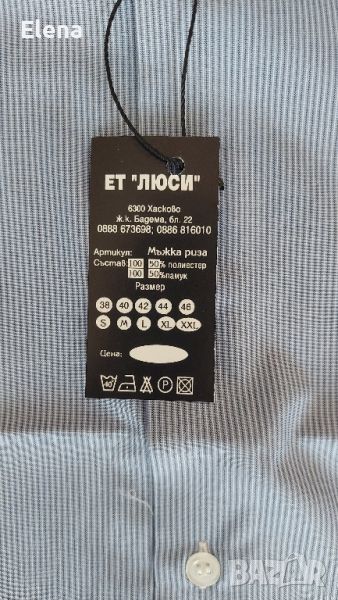 Elena
ЕТ "ЛЮСИ"
6300 Хасково
ж.к. Бадема, бл. 22
0888 673698; 0886 816010
Артикул: Мъжка риза
Състав: 100 50% полиестер
100 50% памук
Размер
38 40 42 44 46
S M L XL XXL
Цена:
40
P
BAZAR